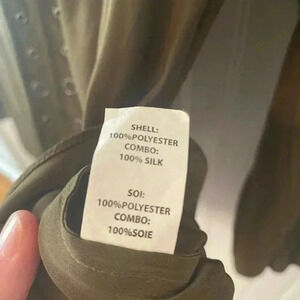 SHELL:
100%POLYESTER
COMBO:
100% SILK
SOI:
100%POLYESTER
COMBO:
100%SOIE